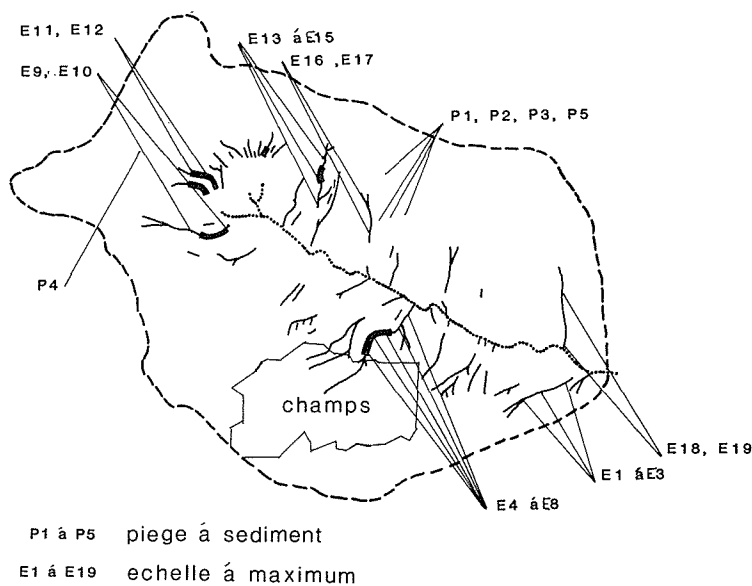 E11, E12
E9, E10
E13 á E15
E16 ,E17
P1, P2, P3, P5
P4
champs
E18, E19
E1 áE3
E4 áE8
P1 á P5 piege á sediment
E1 á E19 echelle á maximum